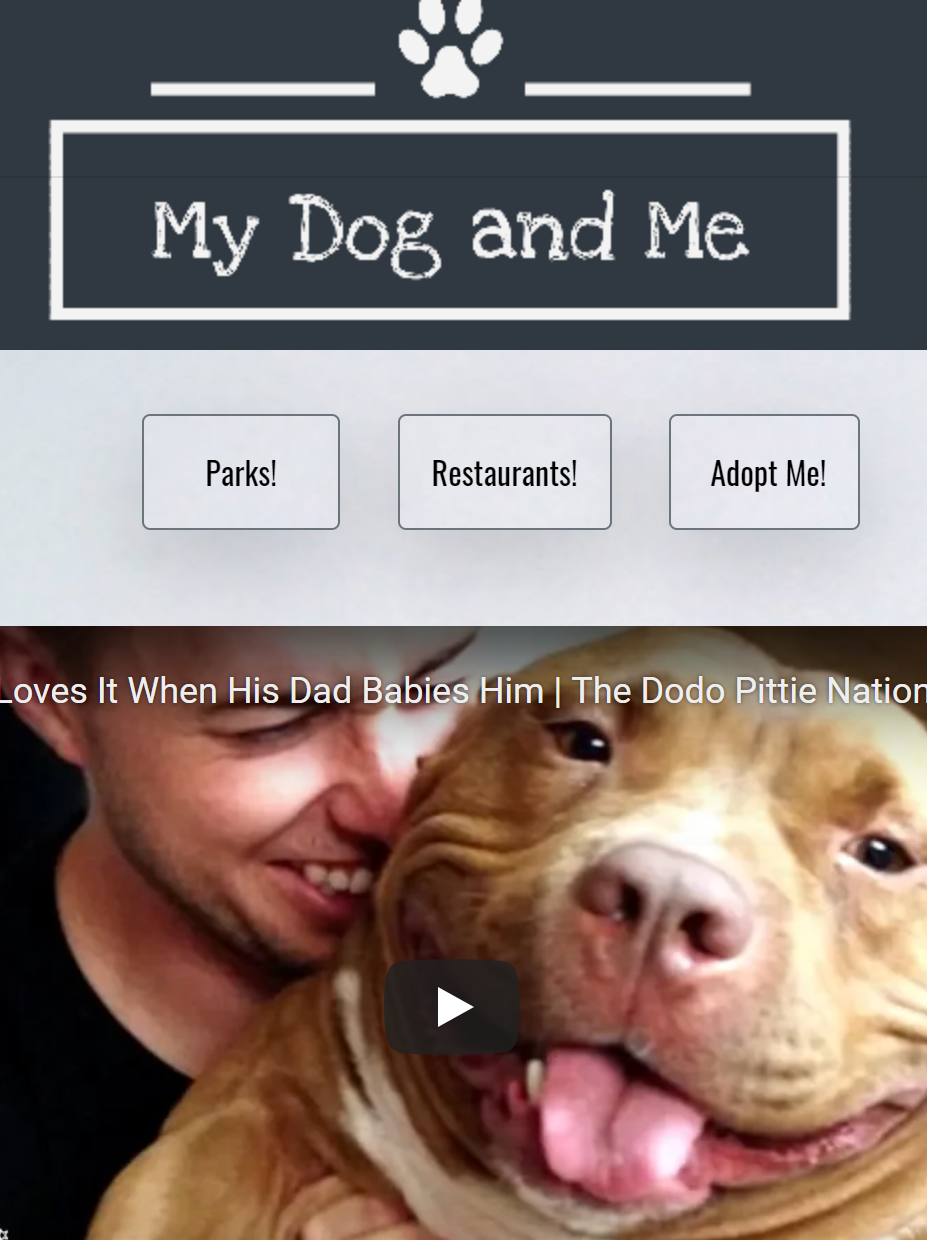 My Dog and Me
Parks!
Restaurants!
Adopt Me!
Loves It When His Dad Babies Him | The Dodo Pittie Nation